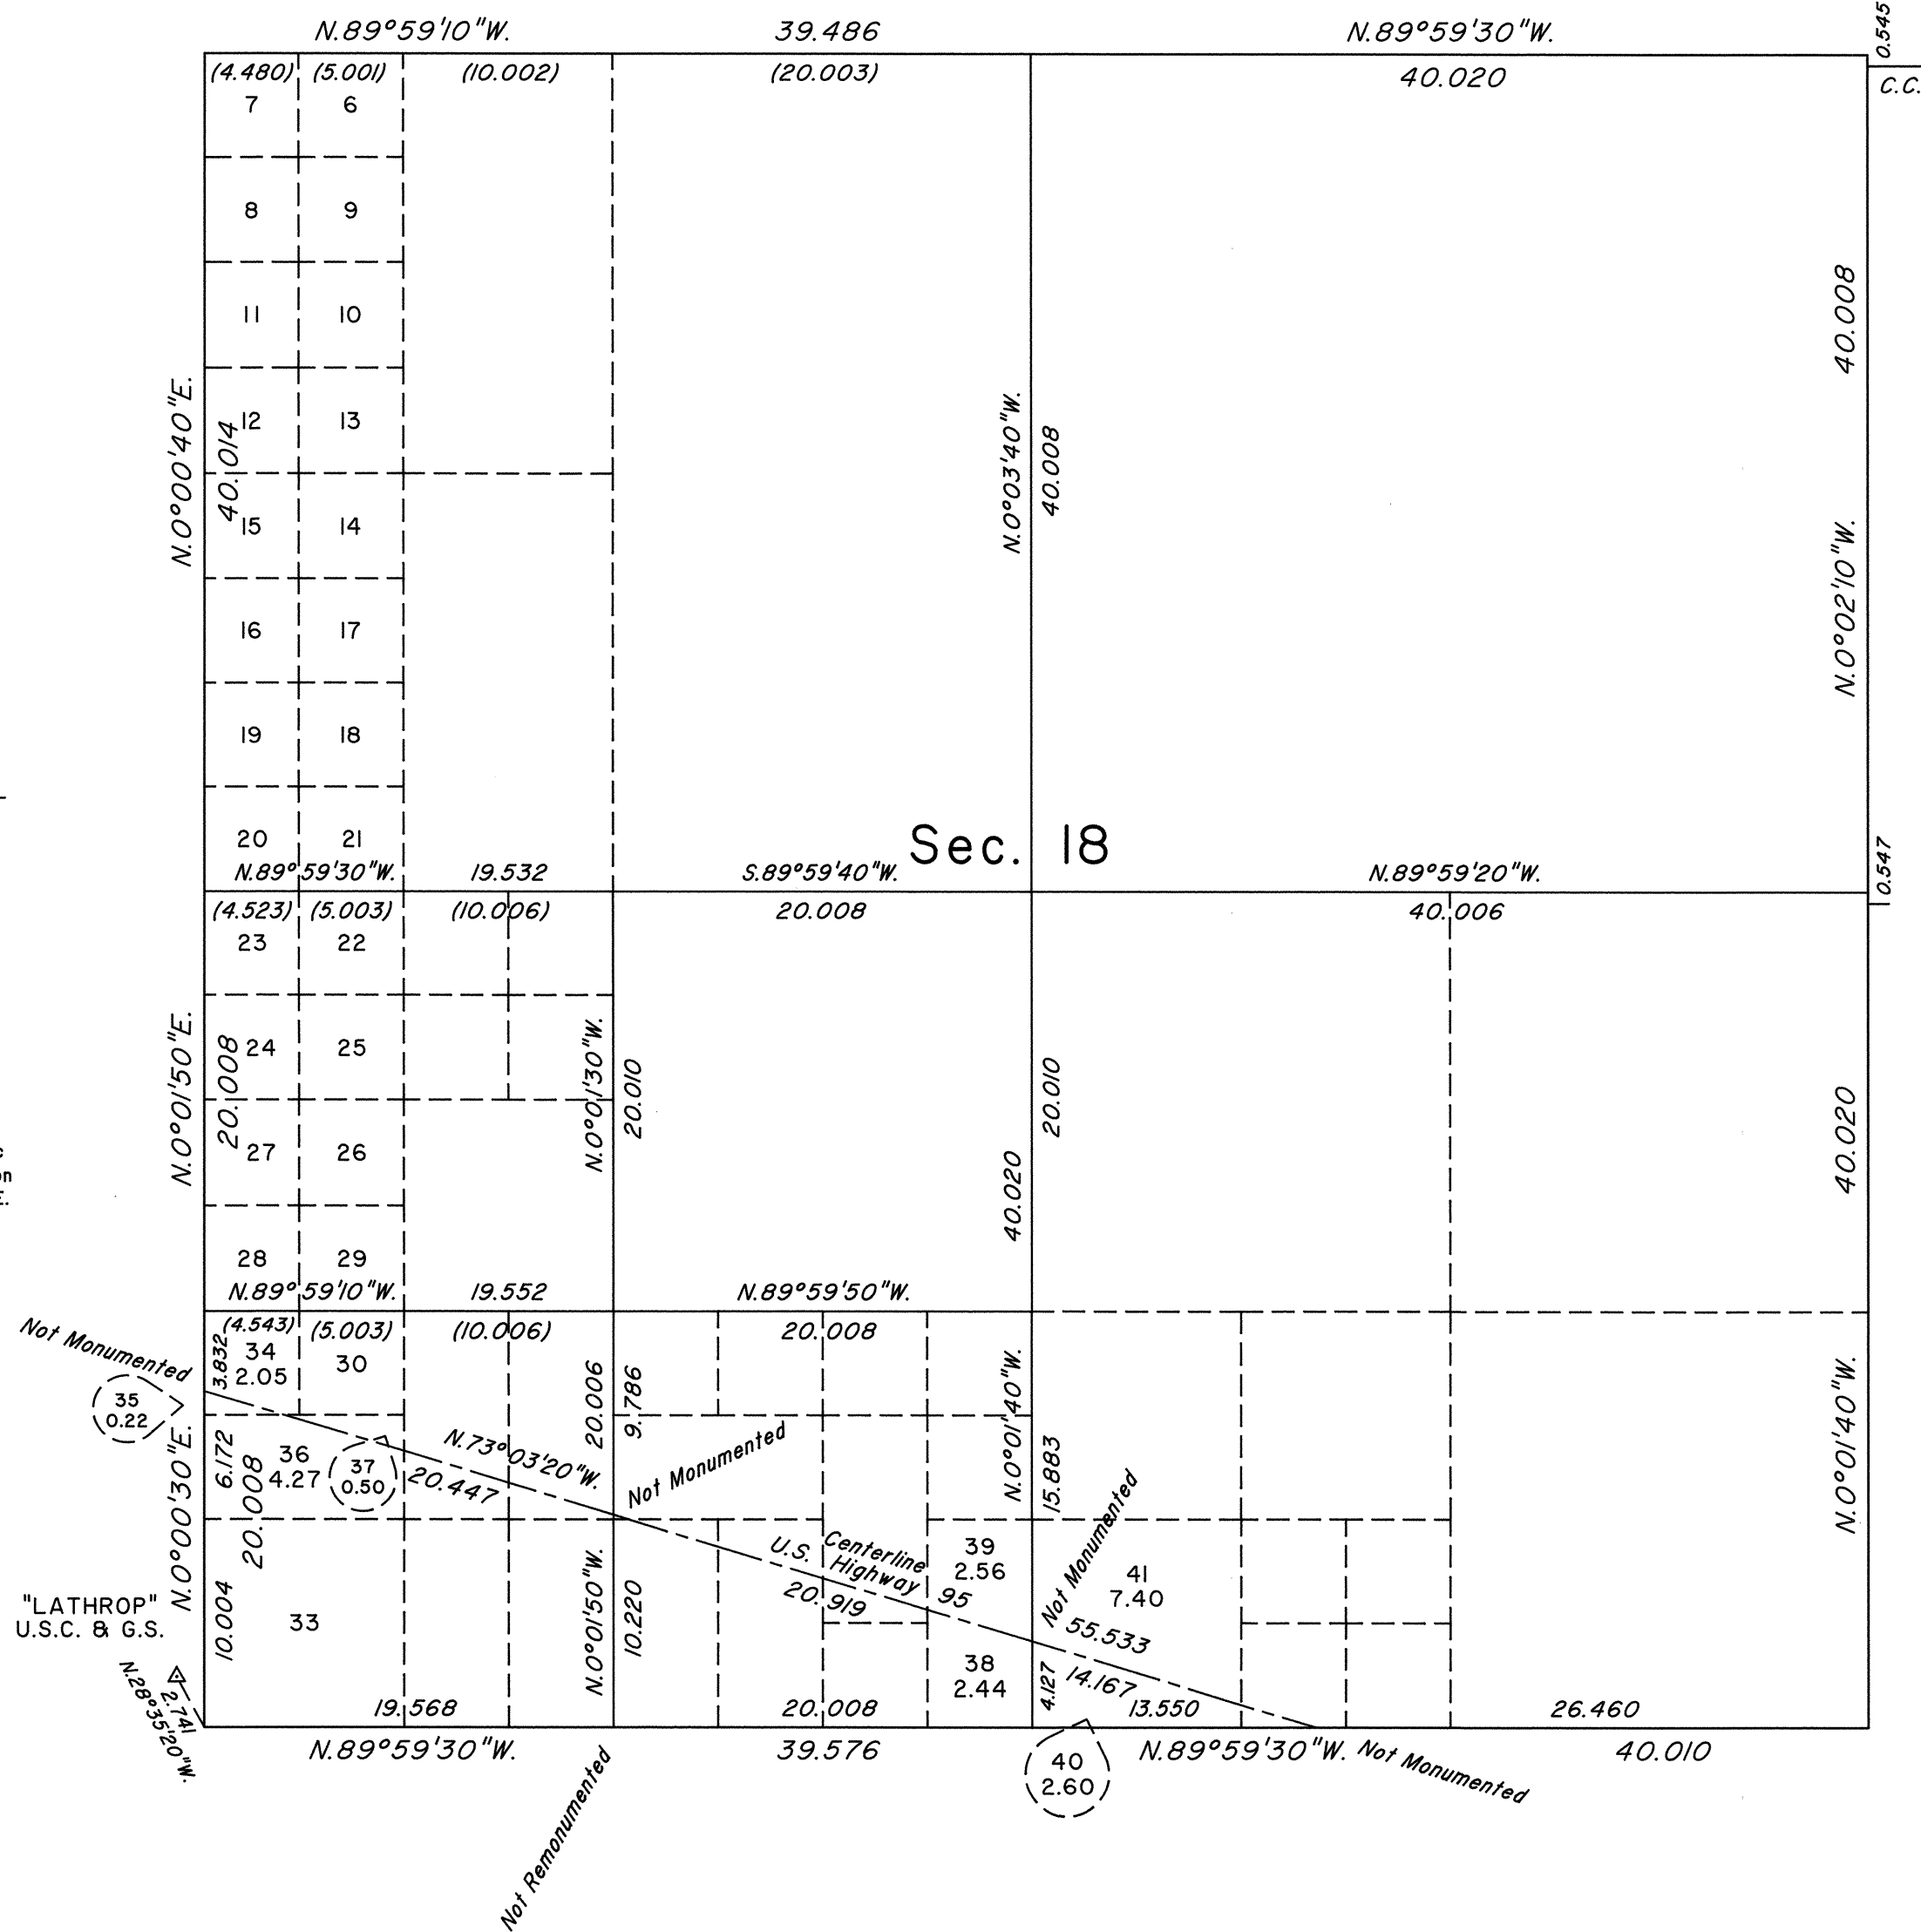 N.89°59'10"W. 39.486 N.89°59'30"W. 0.545
(4.480) (5.001) (10.002) (20.003) 40.020 C.C.
7 6
8 9
11 10
12 13
N.0°00'40"E. 40.014 N.0°03'40"W. 40.008 40.008
15 14
N.0°02'10"W.
16 17
19 18
20 21
Sec. 18
0.547
N.89°59'30"W. 19.532 S.89°59'40"W. N.89°59'20"W.
(4.523) (5.003) (10.006) 20.008 40.006
23 22
24 25
N.0°01'50"E. 20.008 N.0°01'30"W. 20.010 20.010 40.020
27 26
on
40.020
28 29
N.89°59'10"W. 19.552 N.89°59'50"W.
(4.543) (5.003) (10.006) 20.008
Not Monumented
3.832
34 30
2.05
35
0.22
20.006 9.786 N.0°01'40"W. N.0°01'40"W.
36
4.27
37
0.50
6.172
20.008
N.0°00'30"E.
N.73°03'20"W.
20.447
Not Monumented
15.883
Not Monumented
U.S. Centerline
Highway 95
20.919
39
2.56
41
7.40
"LATHROP"
U.S.C. & G.S.
10.004
33
N.0°01'50"W.
10.220
38
2.44
55.533
14.167
4.127
2.741
N.28°35'20"W.
19.568 20.008 13.550 26.460
N.89°59'30"W. 39.576 N.89°59'30"W. Not Monumented 40.010
40
2.60
Not Remonumented